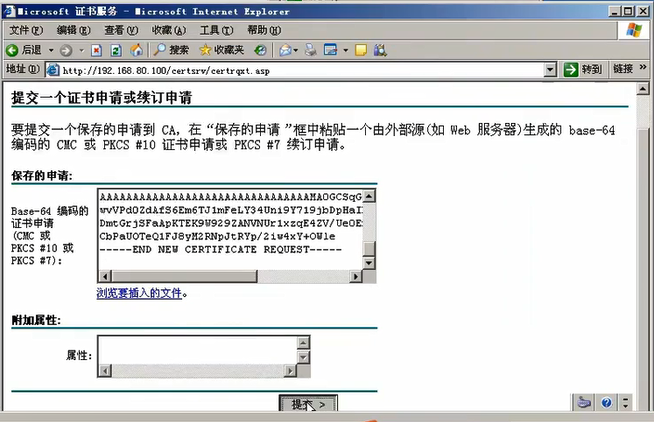 Microsoft 证书服务 - Microsoft Internet Explorer
文件(F) 编辑(E) 查看(V) 收藏(A) 工具(T) 帮助(H)
后退 搜索 收藏夹
地址(D) http://192.168.80.100/certsrv/certrqxt.asp 转到 链接 »
提交一个证书申请或续订申请
要提交一个保存的申请到 CA，在“保存的申请”框中粘贴一个由外部源(如 Web 服务器)生成的 base-64
编码的 CMC 或 PKCS #10 证书申请或 PKCS #7 续订申请。
保存的申请:
Base-64 编码的
证书申请
(CMC 或
PKCS #10 或
PKCS #7):
AAAAAAAAAAAAAAAAAAAAAAAAAAAAAAAAMAOGCSqG
wvVPdOZdAfS6Em6TJ1mFeLY34Uni9Y719jbDpHaI
DmtGrjSFaApKTEK9W929ZANVNUr1xzqE4ZV/UeOE
CbPaUOTeQ1FJ8yM2RNpJtRYp/2iw4xY+OWle
-----END NEW CERTIFICATE REQUEST-----
浏览要插入的文件。
附加属性:
属性:
提交 >